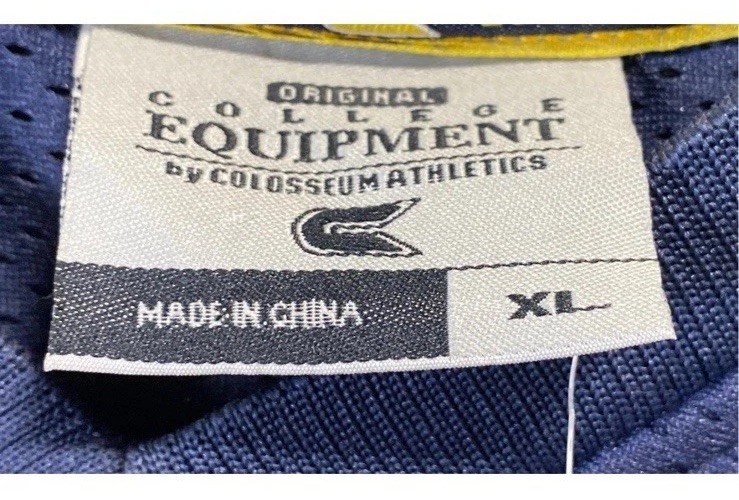 ORIGINAL
COLLEGE
EQUIPMENT
by COLOSSEUM ATHLETICS
MADE IN CHINA
XL